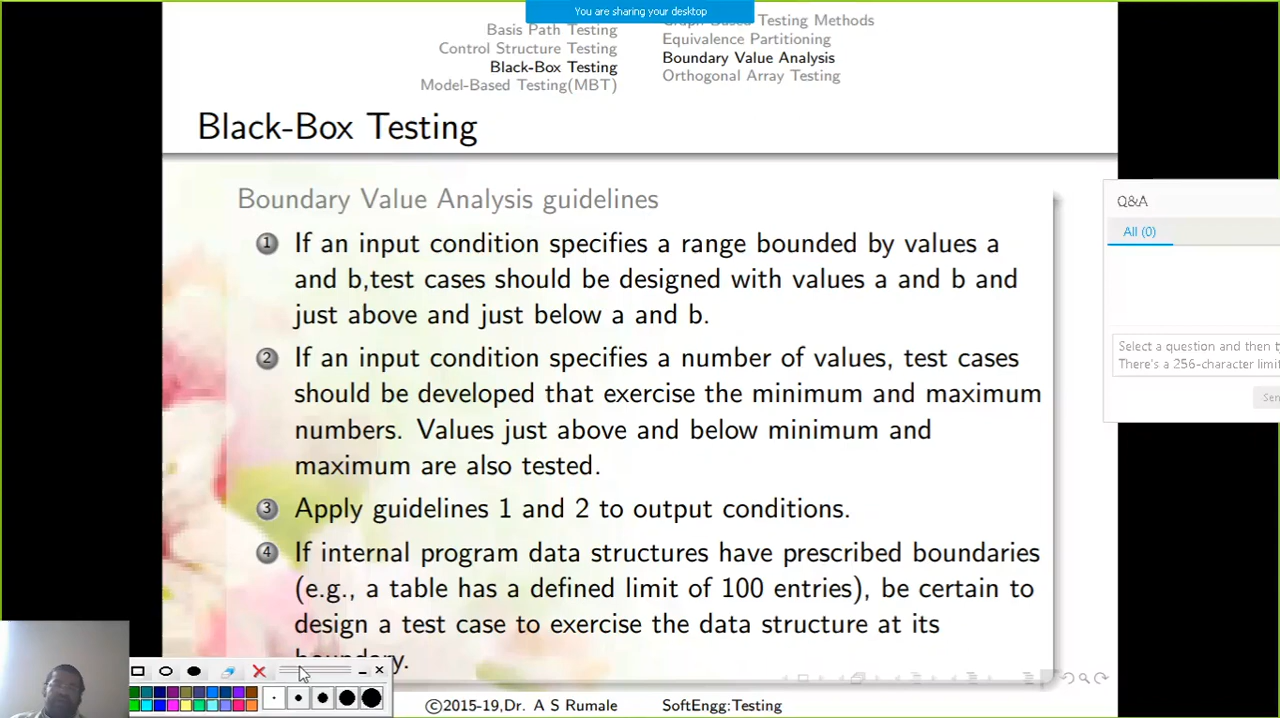 You are sharing your desktop
Basis Path Testing
Control Structure Testing
Black-Box Testing
Model-Based Testing(MBT)
Graph Based Testing Methods
Equivalence Partitioning
Boundary Value Analysis
Orthogonal Array Testing
Black-Box Testing
Boundary Value Analysis guidelines
1 If an input condition specifies a range bounded by values a
and b,test cases should be designed with values a and b and
just above and just below a and b.
2 If an input condition specifies a number of values, test cases
should be developed that exercise the minimum and maximum
numbers. Values just above and below minimum and
maximum are also tested.
3 Apply guidelines 1 and 2 to output conditions.
4 If internal program data structures have prescribed boundaries
(e.g., a table has a defined limit of 100 entries), be certain to
design a test case to exercise the data structure at its
boundary.
©2015-19,Dr. A S Rumale SoftEngg:Testing
Q&A
All (0)
Select a question and then
There's a 256-character